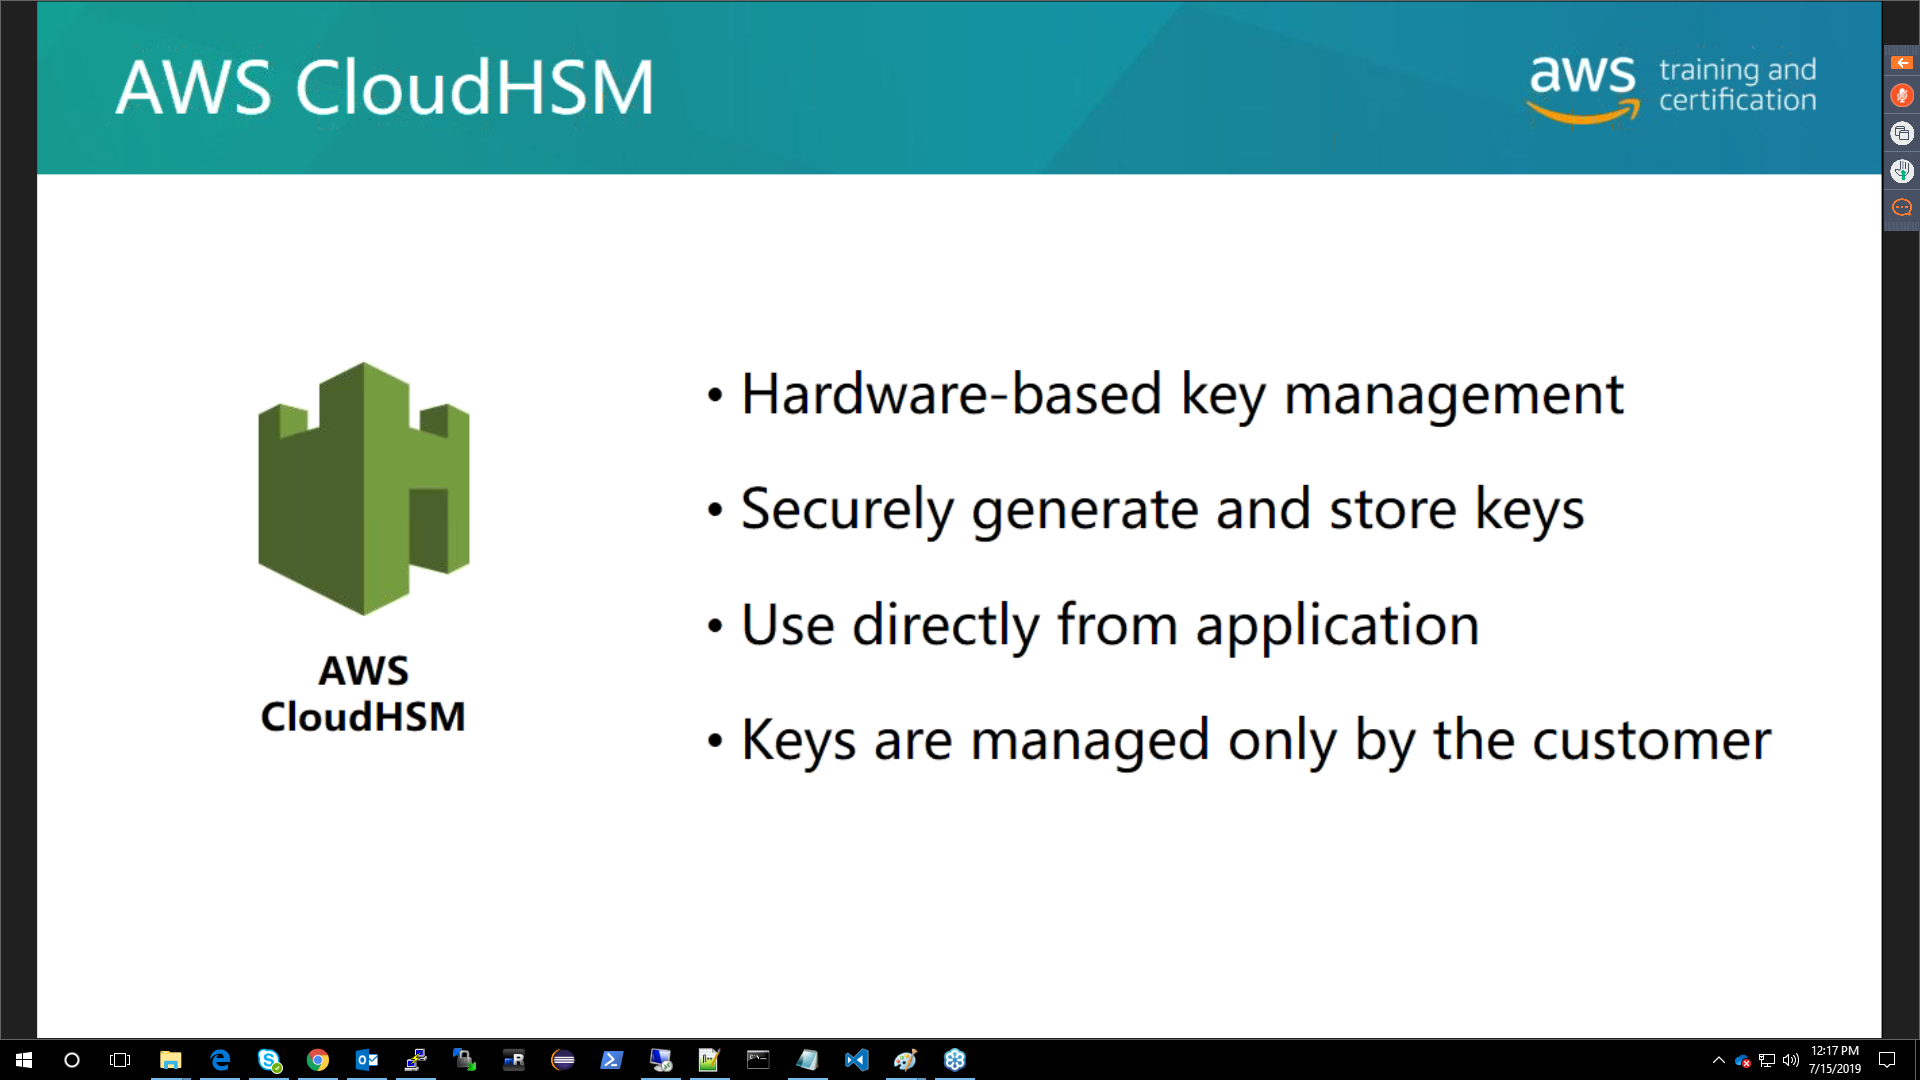 AWS CloudHSM
aws training and
certification
• Hardware-based key management
• Securely generate and store keys
• Use directly from application
• Keys are managed only by the customer
AWS
CloudHSM
12:17 PM
7/15/2019